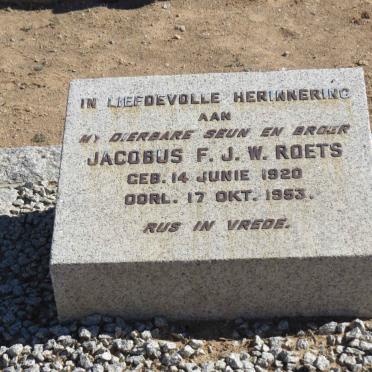 IN LIEFDEVOLLE HERINNERING
AAN
MY DIERBARE SEUN EN BROER
JACOBUS F. J. W. ROETS
GEB. 14 JUNIE 1920
OORL. 17 OKT. 1953.
RUS IN VREDE.